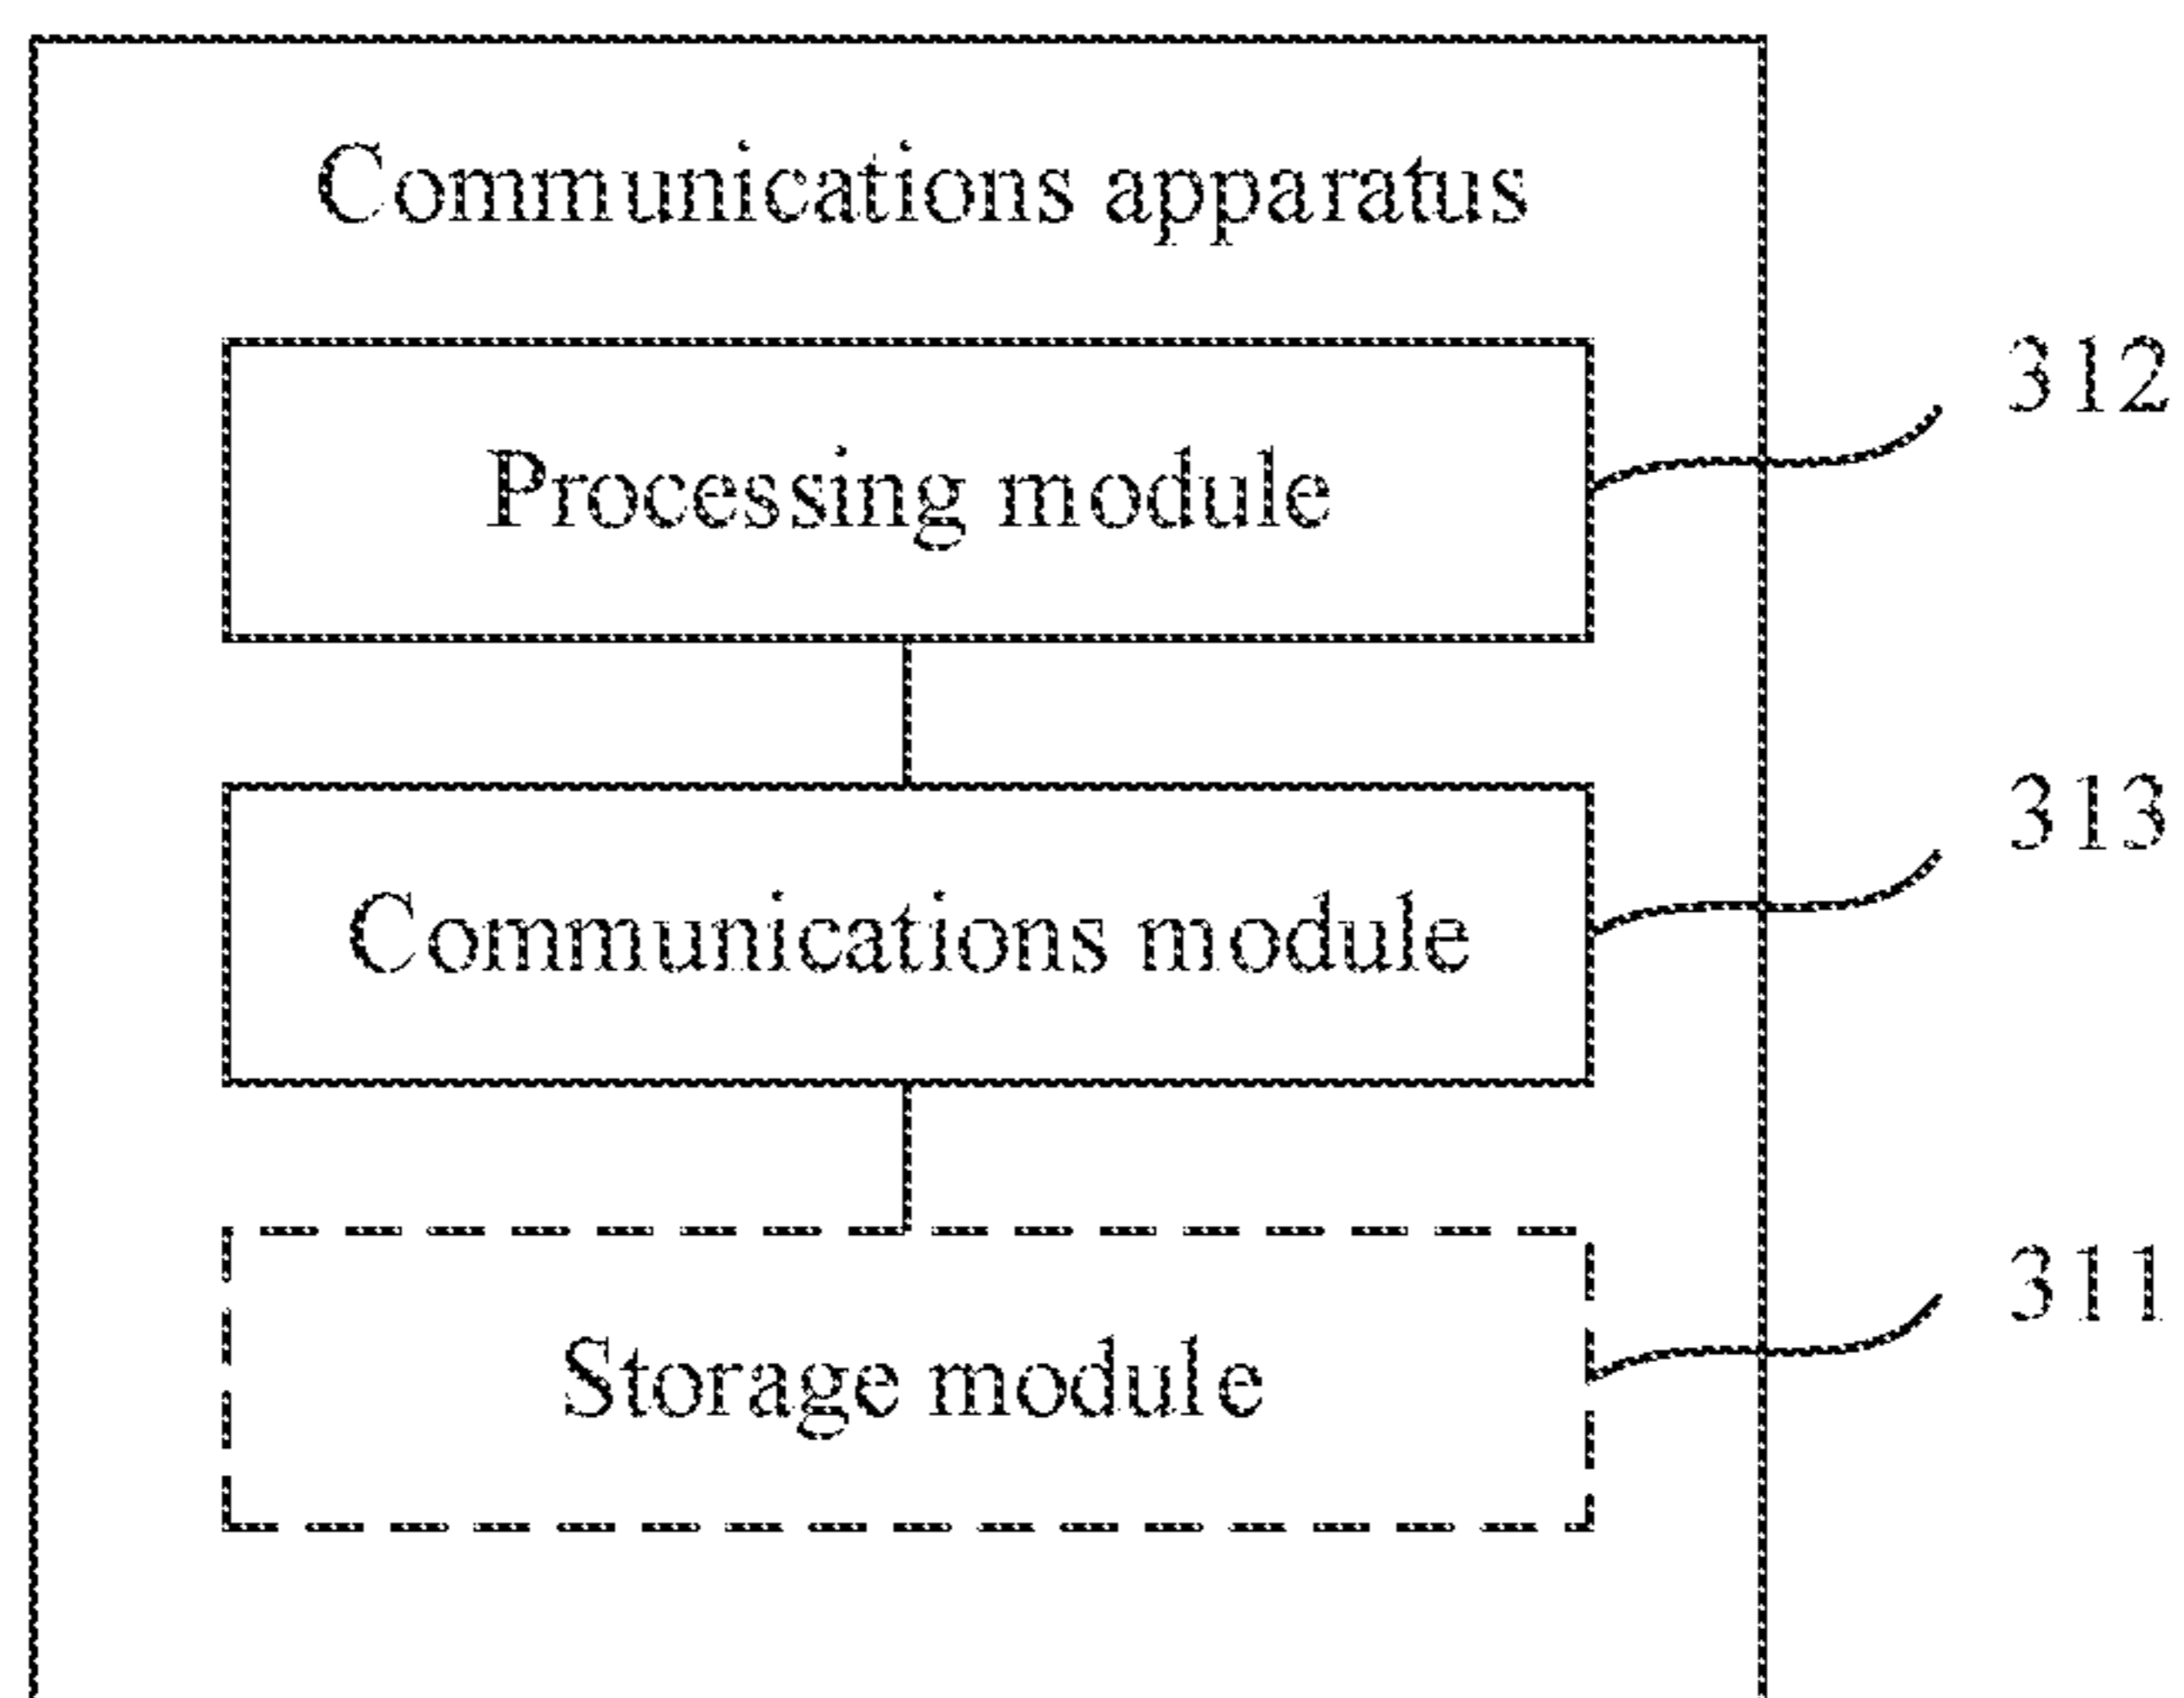 Communications apparatus
312
Processing module
313
Communications module
311
Storage module